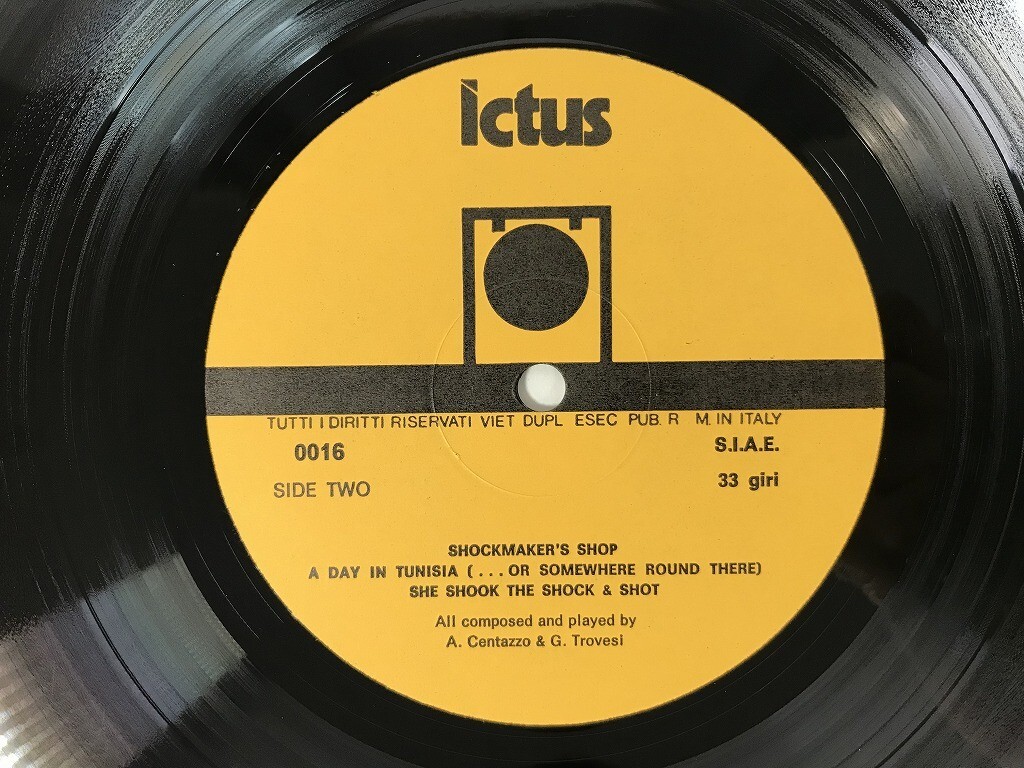 ictus
TUTTI I DIRITTI RISERVATI VIET DUPL ESEC PUB. R M. IN ITALY
0016 S.I.A.E.
SIDE TWO 33 giri
SHOCKMAKER'S SHOP
A DAY IN TUNISIA (...OR SOMEWHERE ROUND THERE)
SHE SHOOK THE SHOCK & SHOT
All composed and played by
A. Centazzo & G. Trovesi